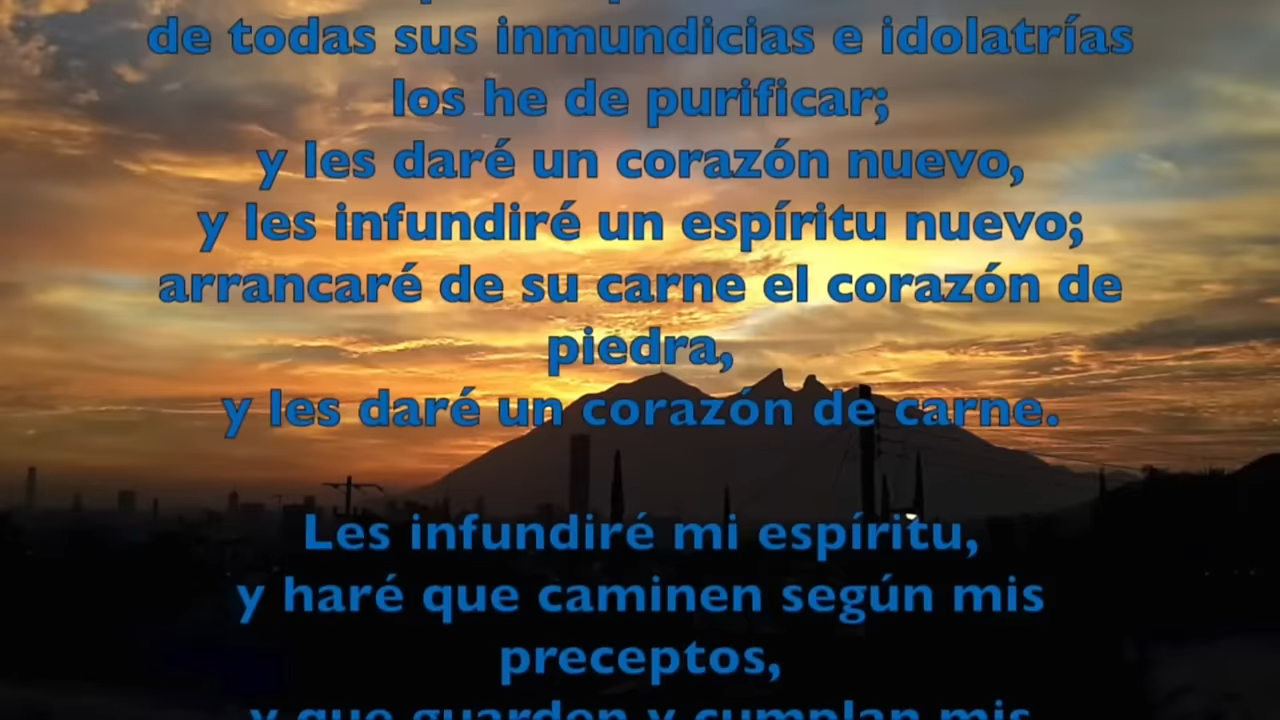 de todas sus inmundicias e idolatrías
los he de purificar;
y les daré un corazón nuevo,
y les infundiré un espíritu nuevo;
arrancaré de su carne el corazón de
piedra,
y les daré un corazón de carne.
Les infundiré mi espíritu,
y haré que caminen según mis
preceptos,
y que guarden y cumplan mis